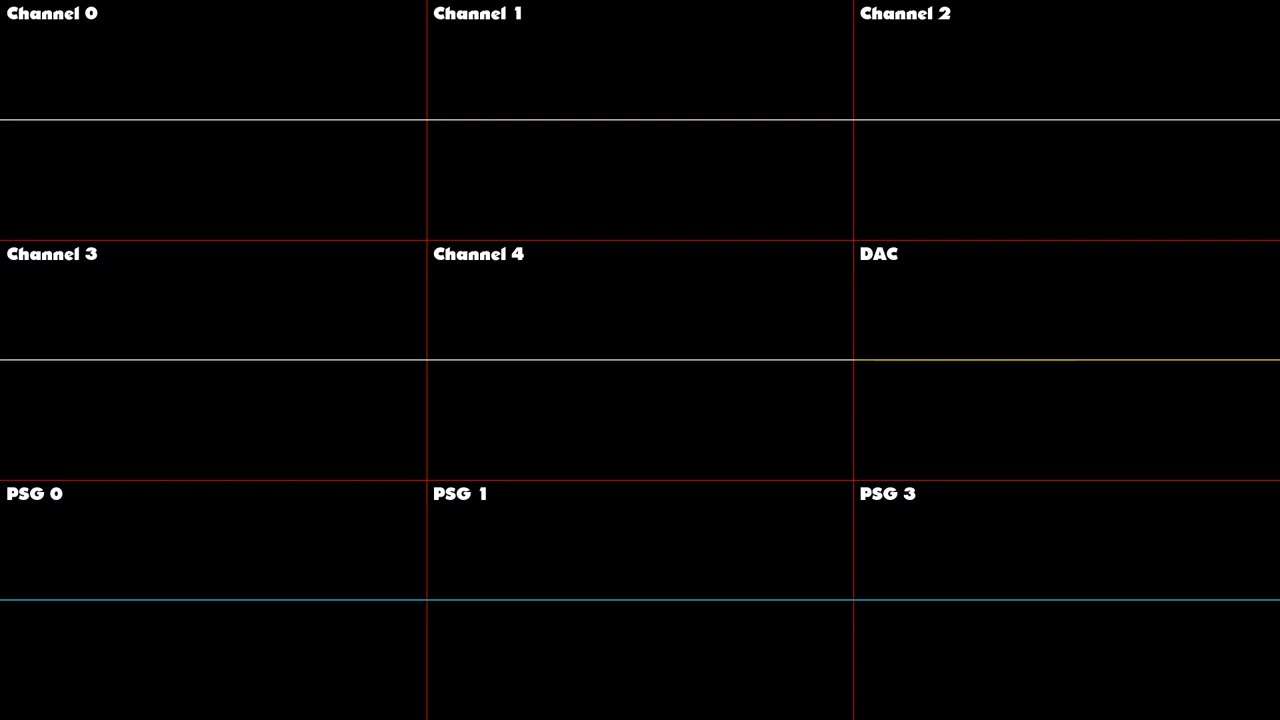 Channel 0
Channel 1
Channel 2
Channel 3
Channel 4
DAC
PSG 0
PSG 1
PSG 3